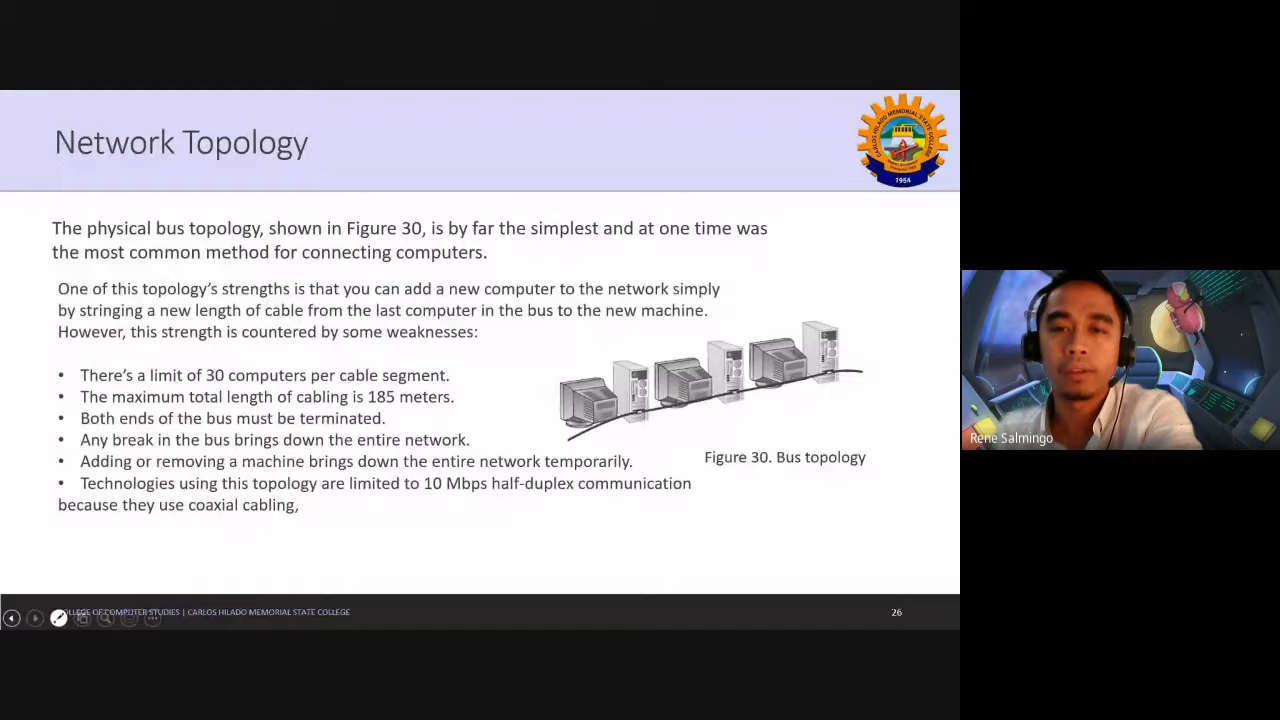 Network Topology
CARLOS HILADO MEMORIAL STATE COLLEGE
1954
The physical bus topology, shown in Figure 30, is by far the simplest and at one time was
the most common method for connecting computers.
One of this topology’s strengths is that you can add a new computer to the network simply
by stringing a new length of cable from the last computer in the bus to the new machine.
However, this strength is countered by some weaknesses:
• There’s a limit of 30 computers per cable segment.
• The maximum total length of cabling is 185 meters.
• Both ends of the bus must be terminated.
• Any break in the bus brings down the entire network.
• Adding or removing a machine brings down the entire network temporarily.
• Technologies using this topology are limited to 10 Mbps half-duplex communication
because they use coaxial cabling,
Figure 30. Bus topology
Rene Salmingo
OLLEGE OF COMPUTER STUDIES | CARLOS HILADO MEMORIAL STATE COLLEGE
26